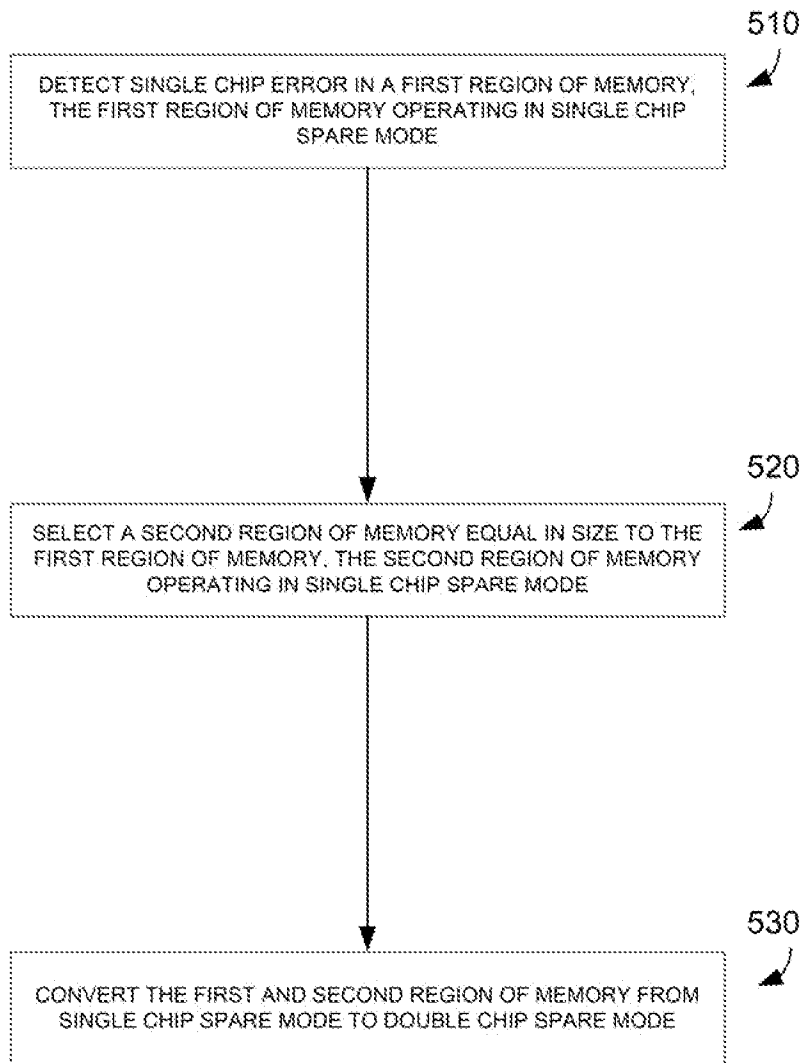 510
DETECT SINGLE CHIP ERROR IN A FIRST REGION OF MEMORY,
THE FIRST REGION OF MEMORY OPERATING IN SINGLE CHIP
SPARE MODE
520
SELECT A SECOND REGION OF MEMORY EQUAL IN SIZE TO THE
FIRST REGION OF MEMORY, THE SECOND REGION OF MEMORY
OPERATING IN SINGLE CHIP SPARE MODE
530
CONVERT THE FIRST AND SECOND REGION OF MEMORY FROM
SINGLE CHIP SPARE MODE TO DOUBLE CHIP SPARE MODE